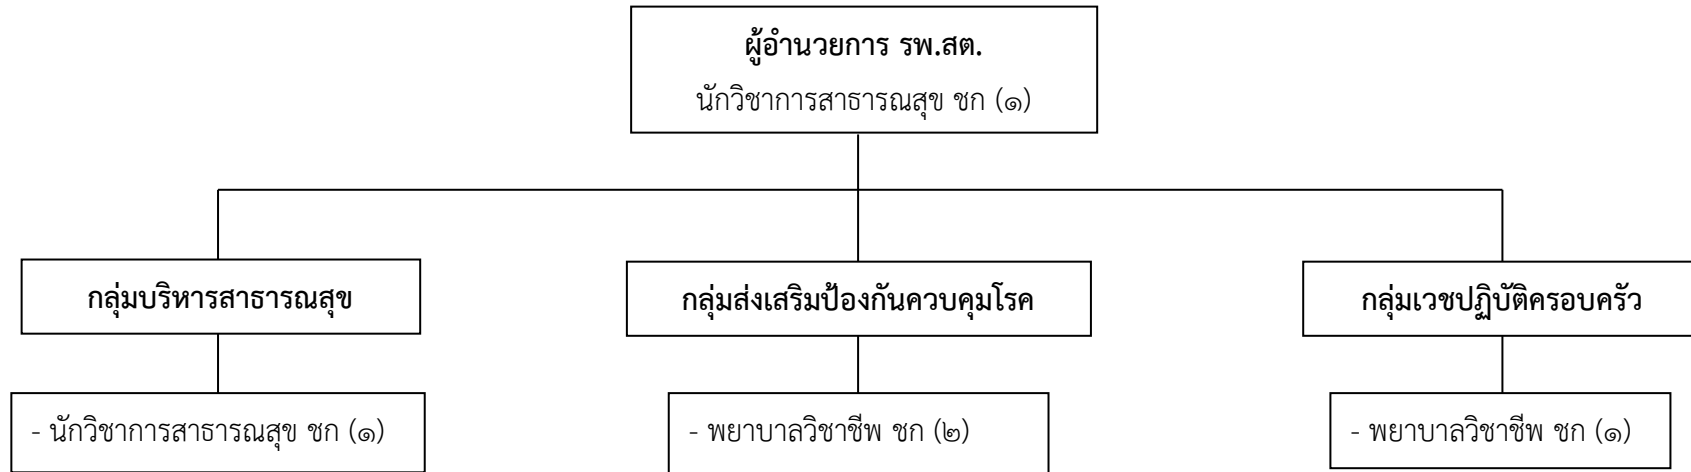 ผู้อำนวยการ รพ.สต.
นักวิชาการสาธารณสุข ชก (๑)
กลุ่มบริหารสาธารณสุข
กลุ่มส่งเสริมป้องกันควบคุมโรค
กลุ่มเวชปฏิบัติครอบครัว
- นักวิชาการสาธารณสุข ชก (๑)
- พยาบาลวิชาชีพ ชก (๒)
- พยาบาลวิชาชีพ ชก (๑)